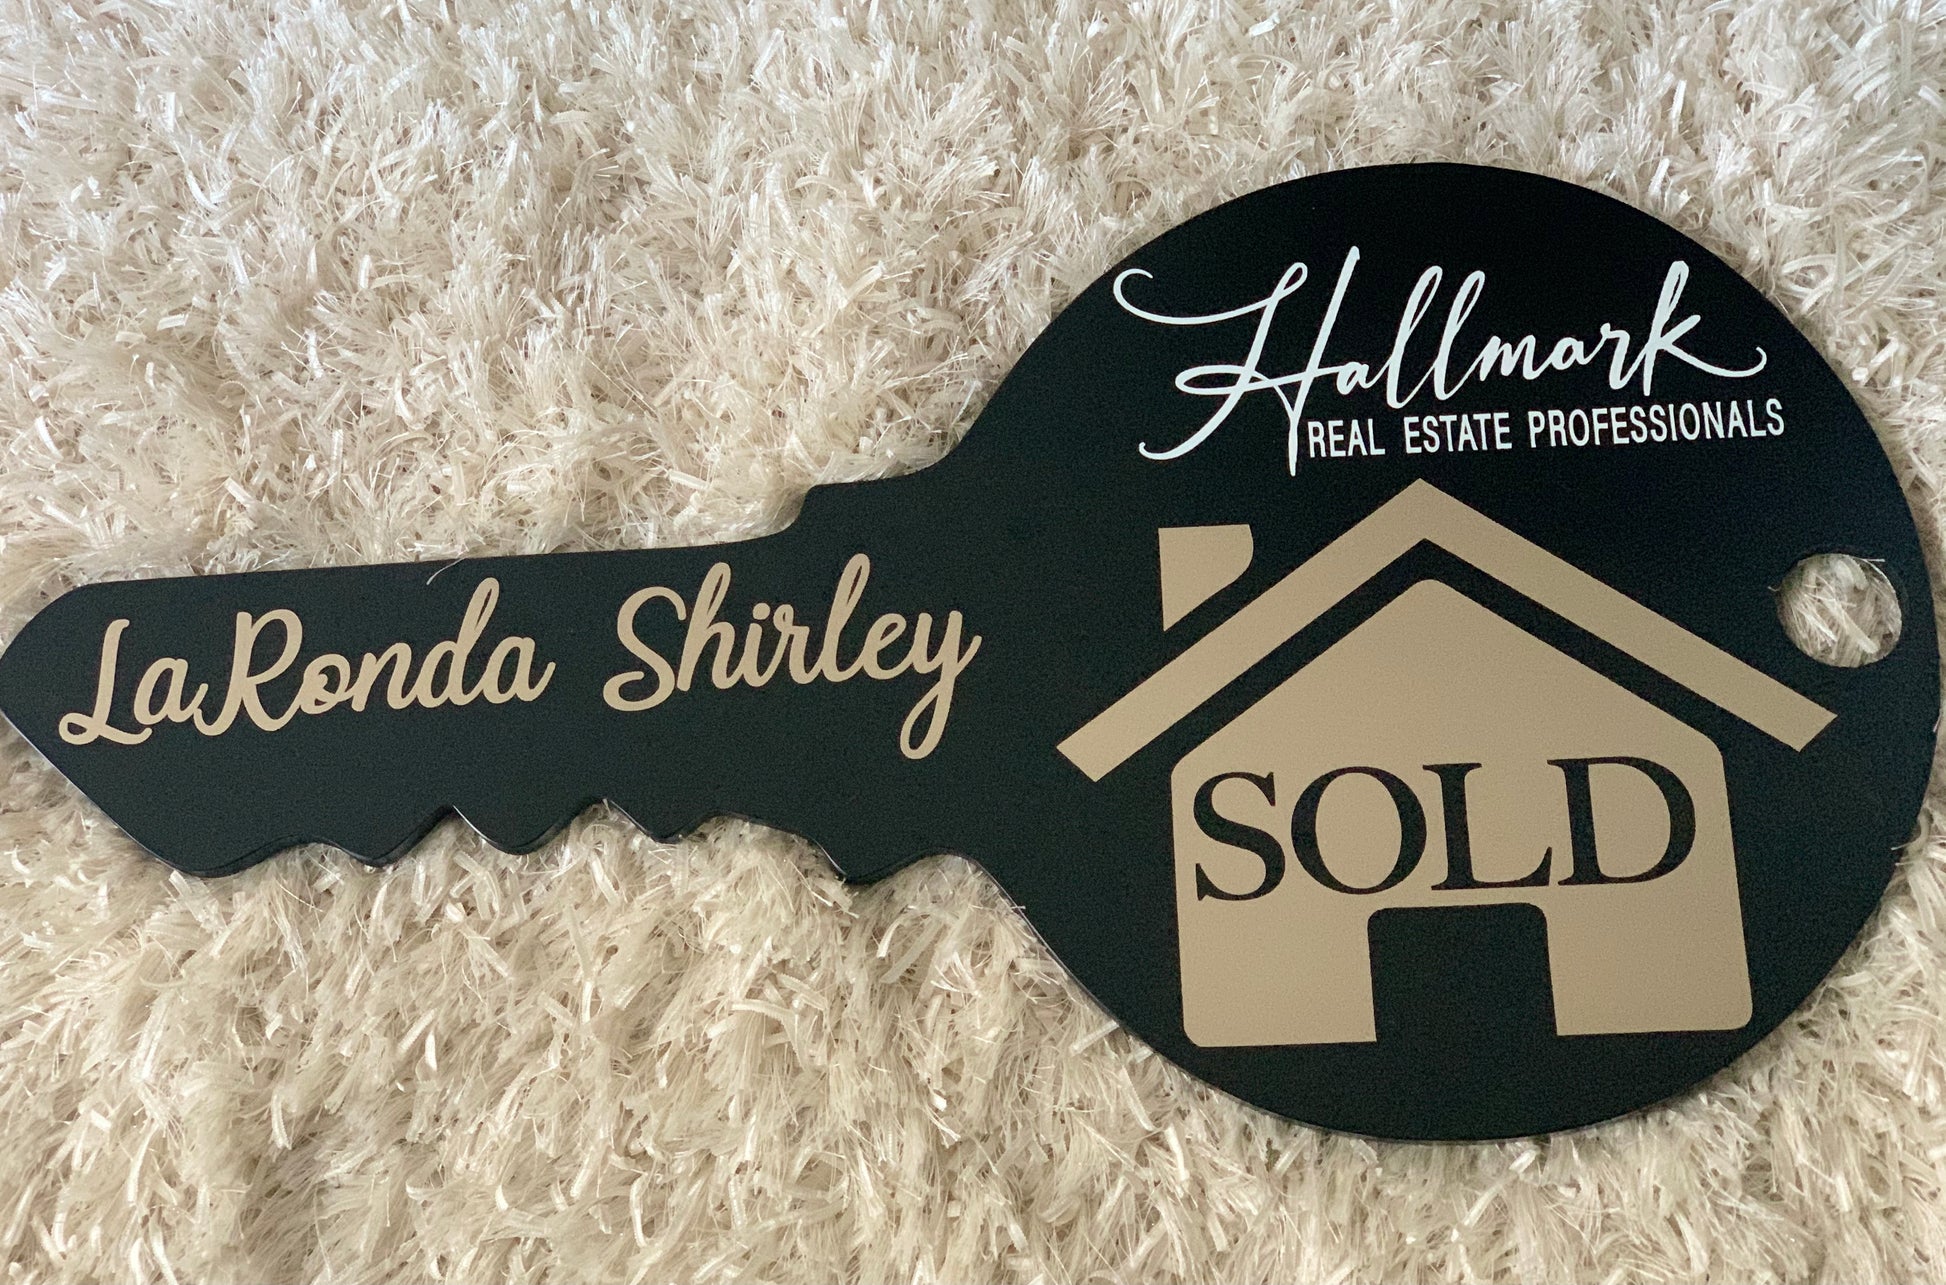 Hallmark
REAL ESTATE PROFESSIONALS
LaRonda Shirley
SOLD